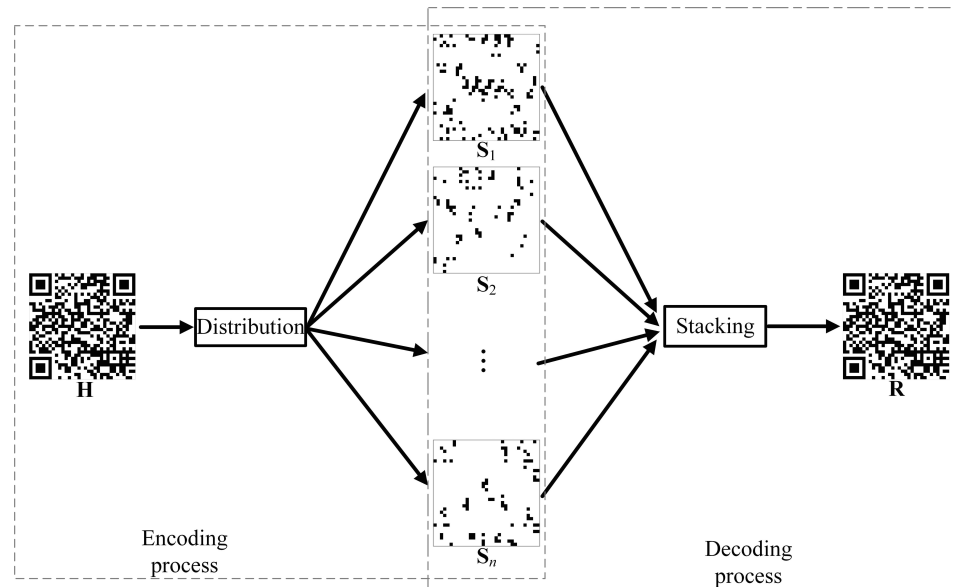 S1
S2
H
Distribution
Stacking
R
⋮
Sn
Encoding
process
Decoding
process